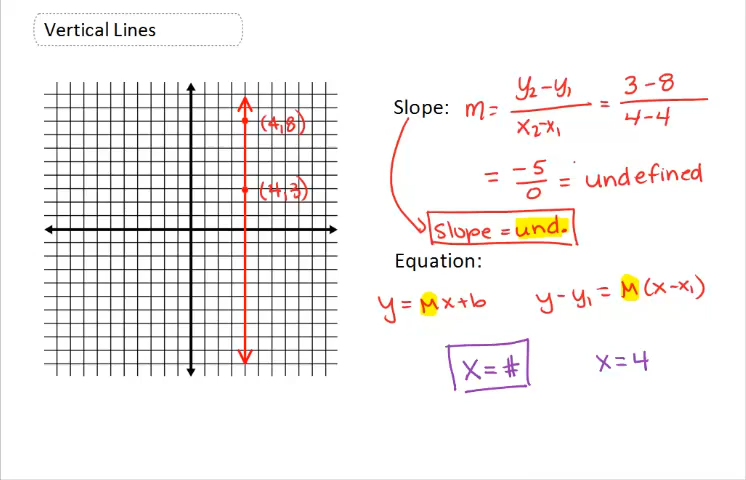 Vertical Lines
(4,8)
(4,3)
Slope: m = y₂-y₁ / x₂-x₁ = 3-8 / 4-4
= -5 / 0 = undefined
Slope = und.
Equation:
y = Mx+b y-y₁ = M(x-x₁)
X = # x=4